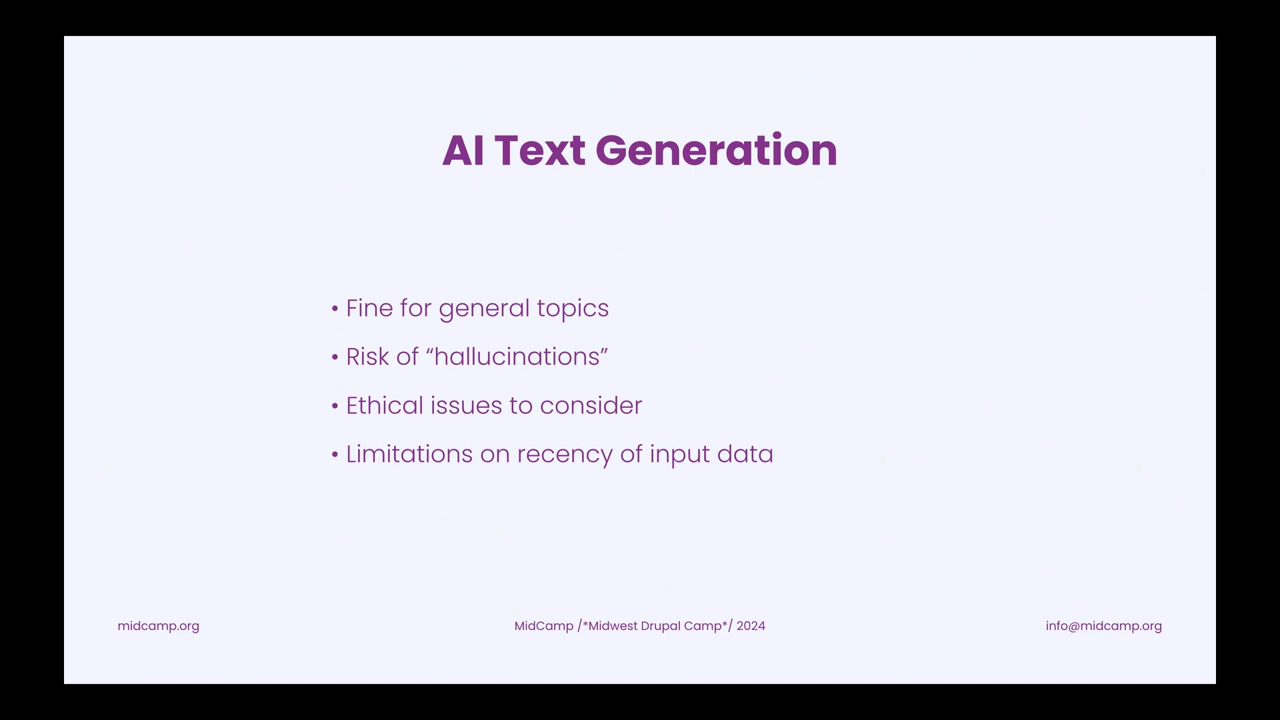 AI Text Generation
• Fine for general topics
• Risk of “hallucinations”
• Ethical issues to consider
• Limitations on recency of input data
midcamp.org
MidCamp /*Midwest Drupal Camp*/ 2024
info@midcamp.org